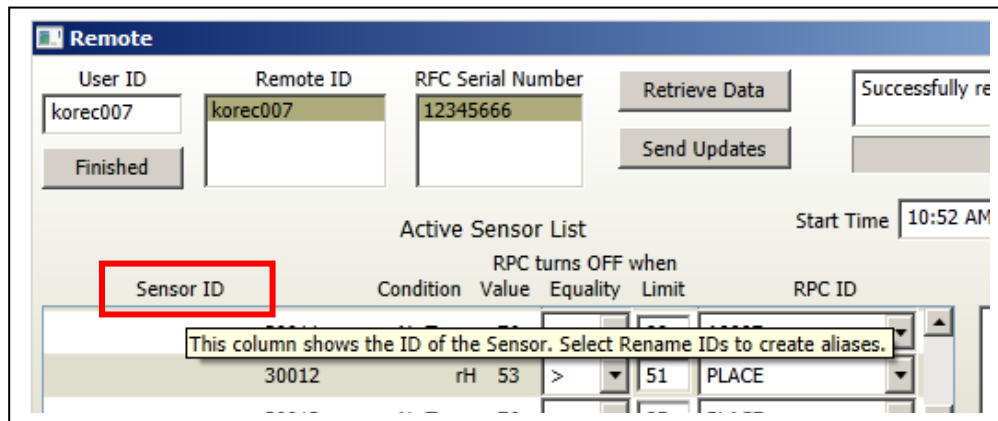 Remote
User ID Remote ID RFC Serial Number
korec007 korec007 12345666
Retrieve Data
Successfully re
Finished
Send Updates
Active Sensor List
Start Time 10:52 AM
RPC turns OFF when
Sensor ID Condition Value Equality Limit RPC ID
This column shows the ID of the Sensor. Select Rename IDs to create aliases.
30012 rH 53 > 51 PLACE